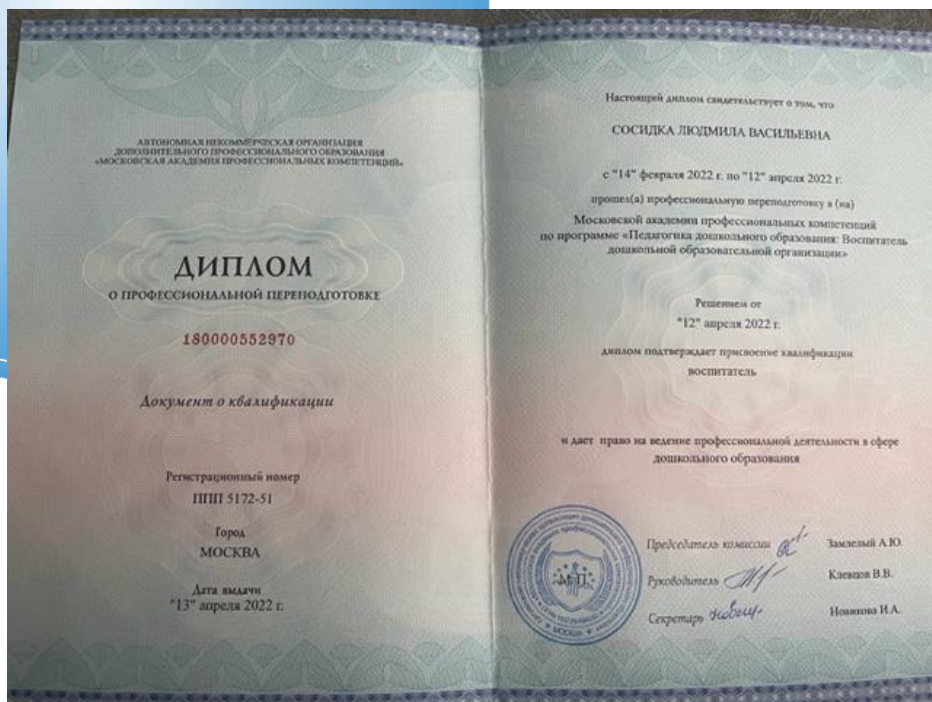 АВТОНОМНАЯ НЕКОММЕРЧЕСКАЯ ОРГАНИЗАЦИЯ
ДОПОЛНИТЕЛЬНОГО ПРОФЕССИОНАЛЬНОГО ОБРАЗОВАНИЯ
«МОСКОВСКАЯ АКАДЕМИЯ ПРОФЕССИОНАЛЬНЫХ КОМПЕТЕНЦИЙ»
ДИПЛОМ
О ПРОФЕССИОНАЛЬНОЙ ПЕРЕПОДГОТОВКЕ
180000552970
Документ о квалификации
Регистрационный номер
ППП 5172-51
Город
МОСКВА
Дата выдачи
"13" апреля 2022 г.
Настоящий диплом свидетельствует о том, что
СОСИДКА ЛЮДМИЛА ВАСИЛЬЕВНА
с "14" февраля 2022 г. по "12" апреля 2022 г.
прошел(а) профессиональную переподготовку в (на)
Московской академии профессиональных компетенций
по программе «Педагогика дошкольного образования: Воспитатель
дошкольной образовательной организации»
Решением от
"12" апреля 2022 г.
диплом подтверждает присвоение квалификации
воспитатель
и дает право на ведение профессиональной деятельности в сфере
дошкольного образования
Председатель комиссии Замлелый А.Ю.
Руководитель Клевцов В.В.
Секретарь Новикова И.А.
М.П.
МОСКВА